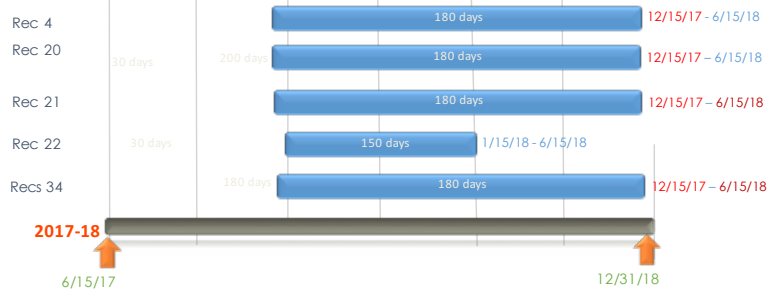 Rec 4 180 days 12/15/17 - 6/15/18
Rec 20 30 days 200 days 180 days 12/15/17 – 6/15/18
Rec 21 180 days 12/15/17 – 6/15/18
Rec 22 30 days 150 days 1/15/18 - 6/15/18
Recs 34 180 days 180 days 12/15/17 – 6/15/18
2017-18
6/15/17 12/31/18